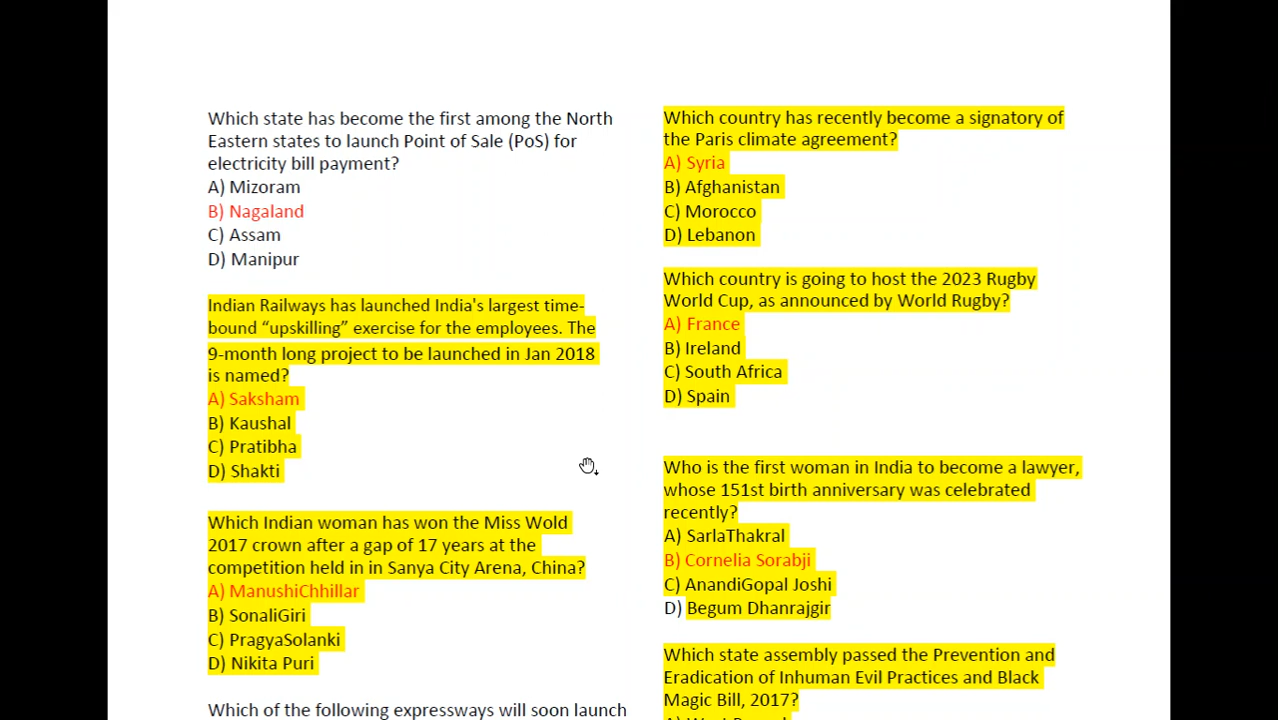 Which state has become the first among the North
Eastern states to launch Point of Sale (PoS) for
electricity bill payment?
A) Mizoram
B) Nagaland
C) Assam
D) Manipur
Indian Railways has launched India's largest time-
bound “upskilling” exercise for the employees. The
9-month long project to be launched in Jan 2018
is named?
A) Saksham
B) Kaushal
C) Pratibha
D) Shakti
Which Indian woman has won the Miss Wold
2017 crown after a gap of 17 years at the
competition held in in Sanya City Arena, China?
A) ManushiChhillar
B) SonaliGiri
C) PragyaSolanki
D) Nikita Puri
Which of the following expressways will soon launch
Which country has recently become a signatory of
the Paris climate agreement?
A) Syria
B) Afghanistan
C) Morocco
D) Lebanon
Which country is going to host the 2023 Rugby
World Cup, as announced by World Rugby?
A) France
B) Ireland
C) South Africa
D) Spain
Who is the first woman in India to become a lawyer,
whose 151st birth anniversary was celebrated
recently?
A) SarlaThakral
B) Cornelia Sorabji
C) AnandiGopal Joshi
D) Begum Dhanrajgir
Which state assembly passed the Prevention and
Eradication of Inhuman Evil Practices and Black
Magic Bill, 2017?